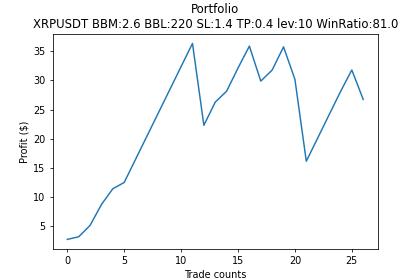 Portfolio
XRPUSDT BBM:2.6 BBL:220 SL:1.4 TP:0.4 lev:10 WinRatio:81.0
Profit ($)
35
30
25
20
15
10
5
0 5 10 15 20 25
Trade counts